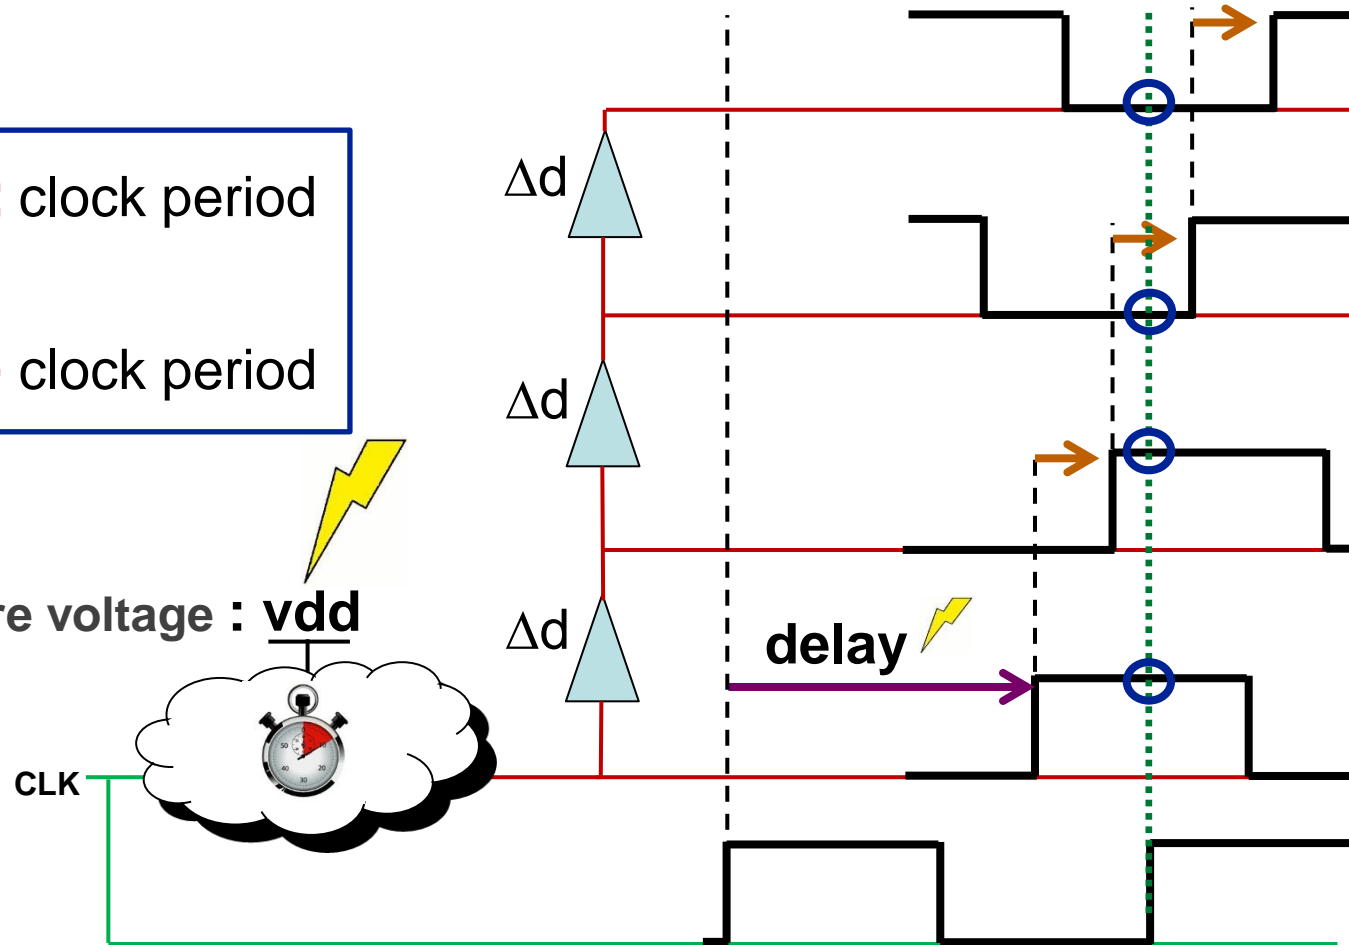 : clock period
clock period
Δd
Δd
Δd
re voltage : vdd
delay
CLK